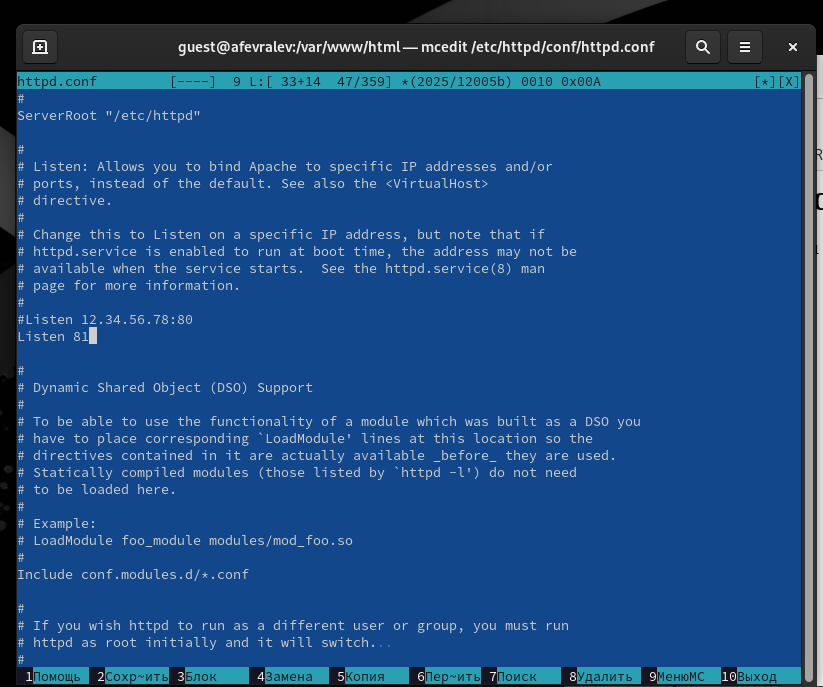 guest@afevralev:/var/www/html — mcedit /etc/httpd/conf/httpd.conf
httpd.conf [----] 9 L:[ 33+14 47/359] *(2025/12005b) 0010 0x00A [*][X]
#
ServerRoot "/etc/httpd"
#
# Listen: Allows you to bind Apache to specific IP addresses and/or
# ports, instead of the default. See also the <VirtualHost>
# directive.
#
# Change this to Listen on a specific IP address, but note that if
# httpd.service is enabled to run at boot time, the address may not be
# available when the service starts.  See the httpd.service(8) man
# page for more information.
#
#Listen 12.34.56.78:80
Listen 81
#
# Dynamic Shared Object (DSO) Support
#
# To be able to use the functionality of a module which was built as a DSO you
# have to place corresponding `LoadModule' lines at this location so the
# directives contained in it are actually available _before_ they are used.
# Statically compiled modules (those listed by `httpd -l') do not need
# to be loaded here.
#
# Example:
# LoadModule foo_module modules/mod_foo.so
#
Include conf.modules.d/*.conf
#
# If you wish httpd to run as a different user or group, you must run
# httpd as root initially and it will switch...
#
1Помощь 2Сохр~ить 3Блок 4Замена 5Копия 6Пер~ить 7Поиск 8Удалить 9МенюMC 10Выход